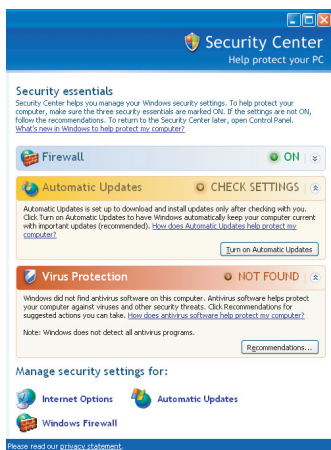 Security Center
Help protect your PC
Security essentials
Security Center helps you manage your Windows security settings. To help protect your
computer, make sure the three security essentials are marked ON. If the settings are not ON,
follow the recommendations. To return to the Security Center later, open Control Panel.
What's new in Windows to help protect my computer?
Firewall ON
Automatic Updates CHECK SETTINGS
Automatic Updates is set up to download and install updates only after checking with you.
Click Turn on Automatic Updates to have Windows automatically keep your computer current
with important updates (recommended). How does Automatic Updates help protect my
computer?
Turn on Automatic Updates
Virus Protection NOT FOUND
Windows did not find antivirus software on this computer. Antivirus software helps protect
your computer against viruses and other security threats. Click Recommendations for
suggested actions you can take. How does antivirus software help protect my computer?
Note: Windows does not detect all antivirus programs.
Recommendations...
Manage security settings for:
Internet Options Automatic Updates
Windows Firewall
Please read our privacy statement.